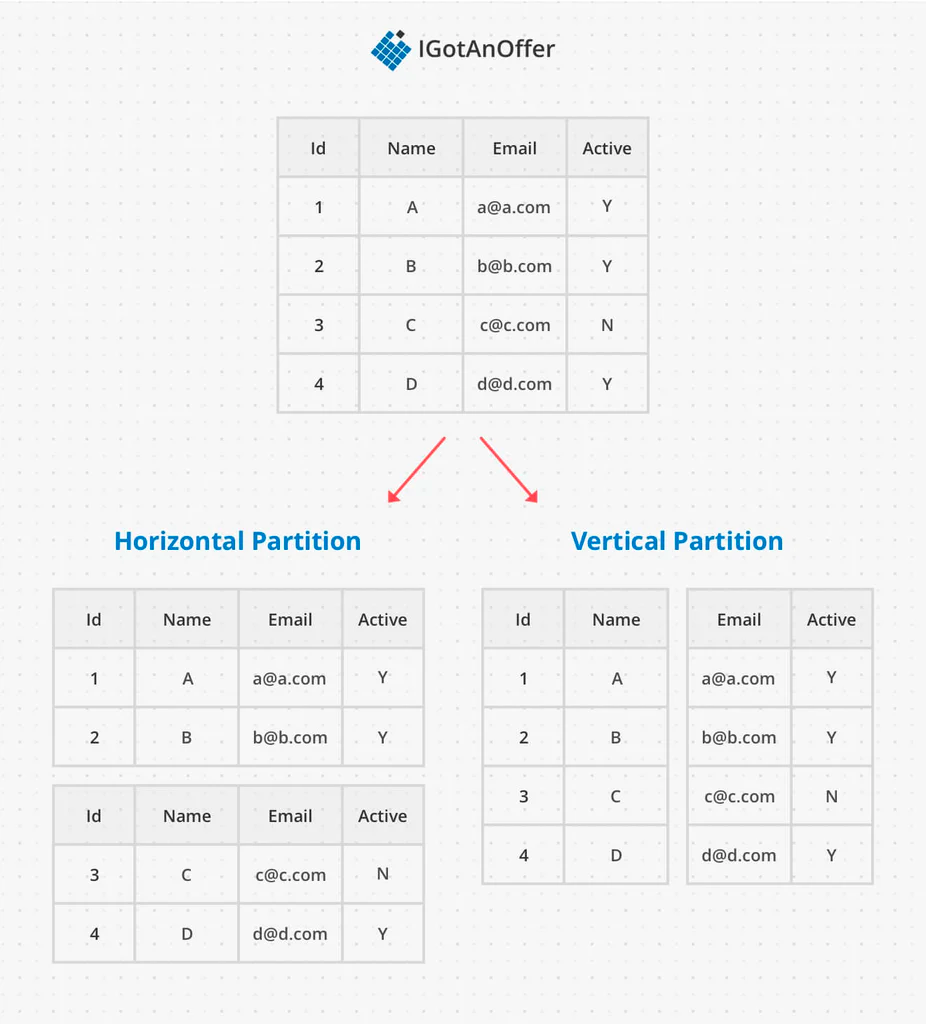 IGotAnOffer
Id Name Email Active
1 A a@a.com Y
2 B b@b.com Y
3 C c@c.com N
4 D d@d.com Y
Horizontal Partition
Id Name Email Active
1 A a@a.com Y
2 B b@b.com Y
Id Name Email Active
3 C c@c.com N
4 D d@d.com Y
Vertical Partition
Id Name
1 A
2 B
3 C
4 D
Email Active
a@a.com Y
b@b.com Y
c@c.com N
d@d.com Y